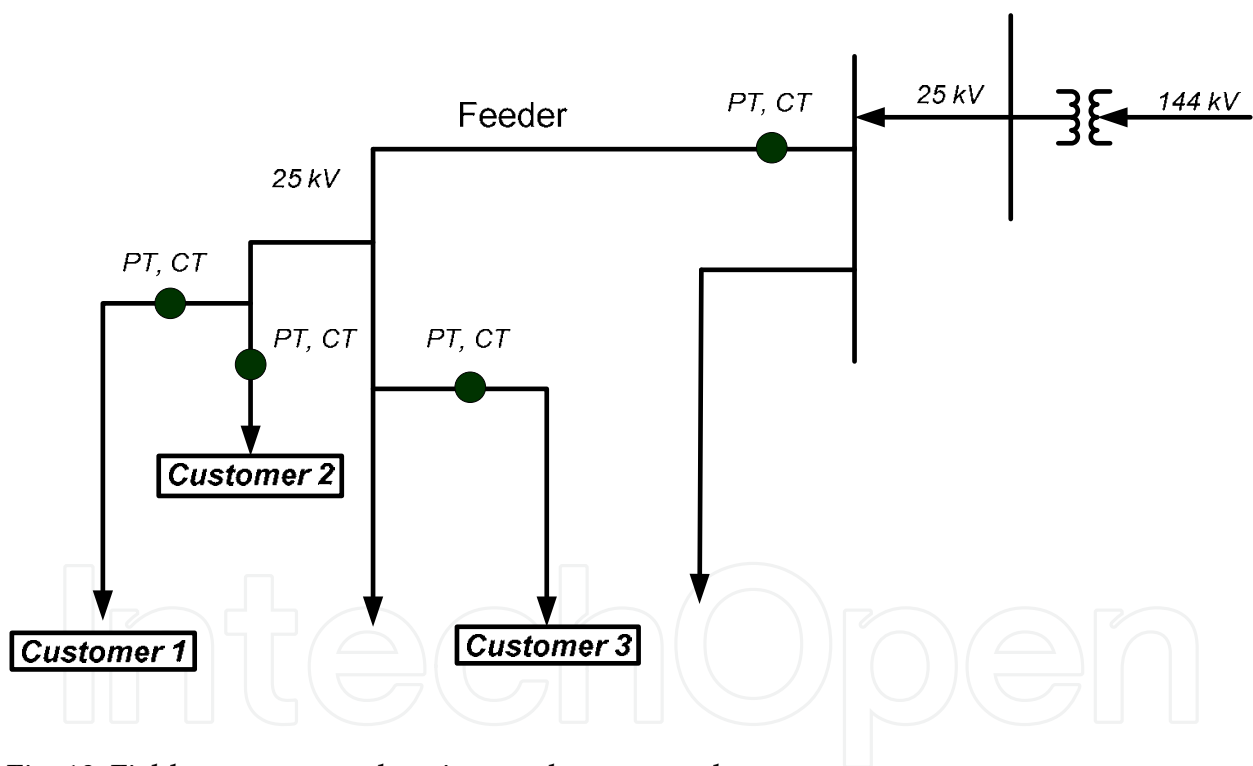 144 kV
25 kV
PT, CT
Feeder
25 kV
PT, CT
PT, CT
PT, CT
Customer 2
Customer 3
Customer 1
IntechOpen